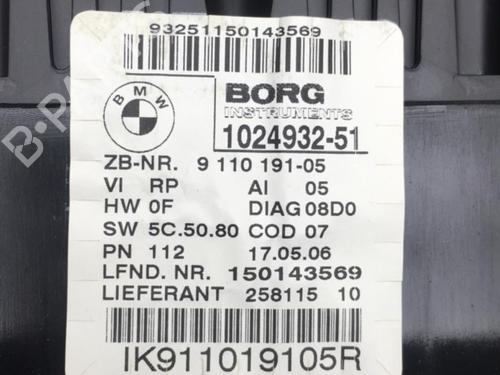 93251150143569
BMW
BORG
INSTRUMENTS
1024932-51
ZB-NR. 9 110 191-05
VI RP AI 05
HW 0F DIAG 08D0
SW 5C.50.80 COD 07
PN 112 17.05.06
LFND. NR. 150143569
LIEFERANT 258115 10
IK911019105R
B-PARTS